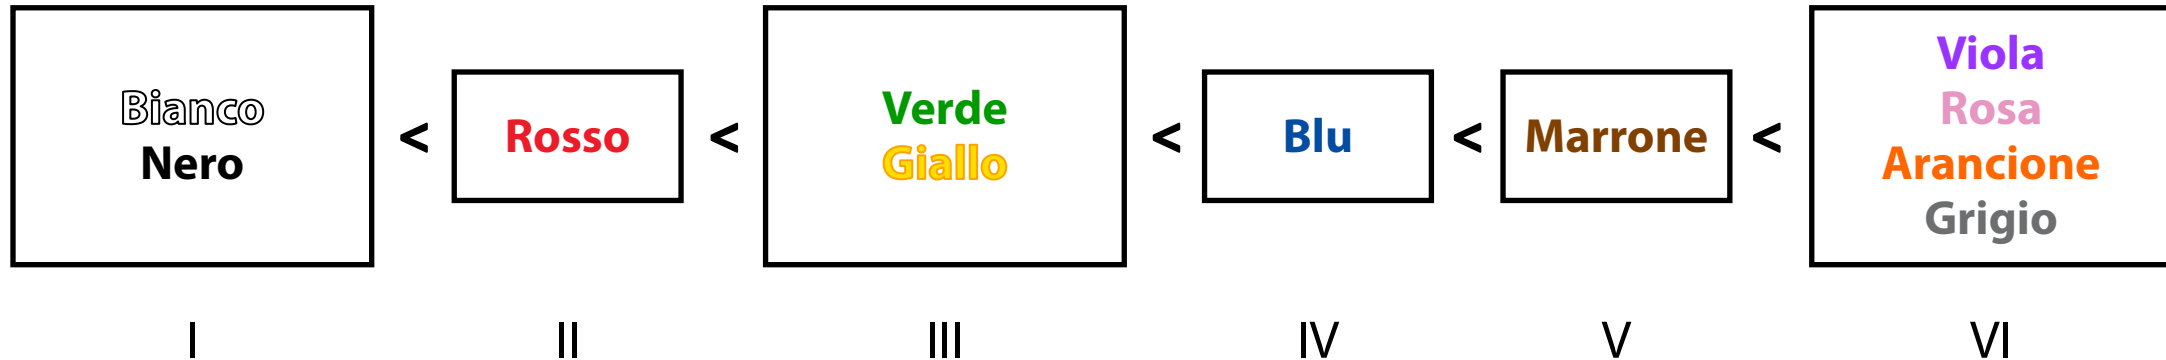 Bianco
Nero
<
Rosso
<
Verde
Giallo
<
Blu
<
Marrone
<
Viola
Rosa
Arancione
Grigio
I
II
III
IV
V
VI